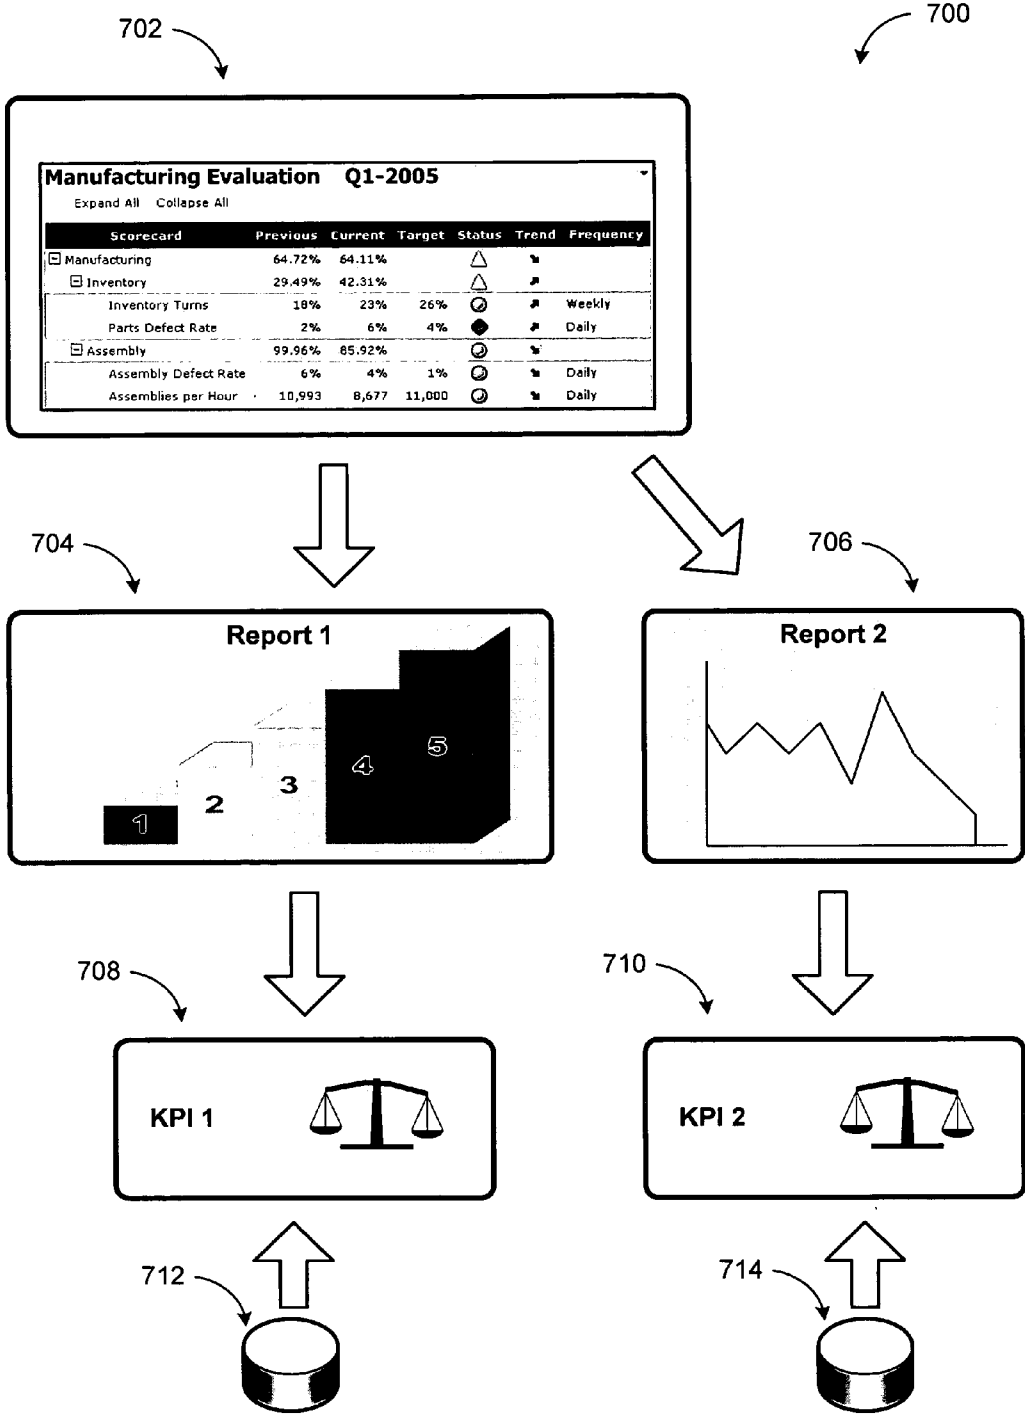 702
700
Manufacturing Evaluation Q1-2005
Expand All Collapse All
Scorecard Previous Current Target Status Trend Frequency
Manufacturing 64.72% 64.11%
Inventory 29.49% 42.31%
Inventory Turns 18% 23% 26% Weekly
Parts Defect Rate 2% 6% 4% Daily
Assembly 99.96% 85.92%
Assembly Defect Rate 6% 4% 1% Daily
Assemblies per Hour 10,993 8,677 11,000 Daily
704
706
Report 1
Report 2
1
2
3
4
5
708
710
KPI 1
KPI 2
712
714